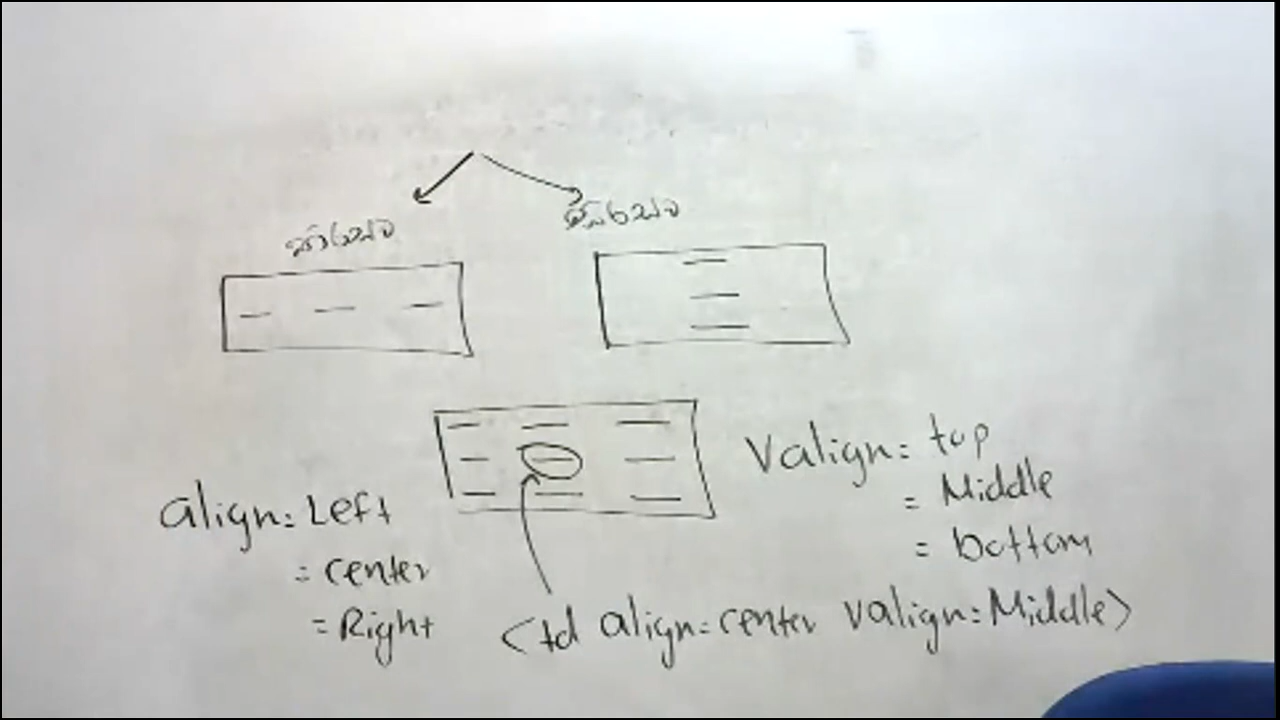 Valign = top
= Middle
= bottom
align = Left
= center
= Right
<td align=center valign=Middle>